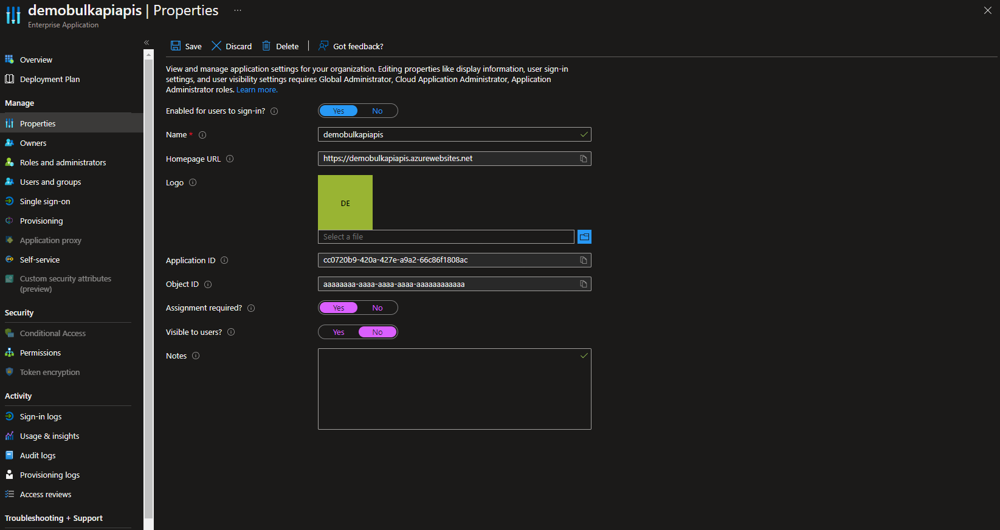 demobulkapiapis | Properties ...
Enterprise Application
Overview
Deployment Plan
Manage
Properties
Owners
Roles and administrators
Users and groups
Single sign-on
Provisioning
Application proxy
Self-service
Custom security attributes
(preview)
Security
Conditional Access
Permissions
Token encryption
Activity
Sign-in logs
Usage & insights
Audit logs
Provisioning logs
Access reviews
Troubleshooting + Support
Save Discard Delete | Got feedback?
View and manage application settings for your organization. Editing properties like display information, user sign-in
settings, and user visibility settings requires Global Administrator, Cloud Application Administrator, Application
Administrator roles. Learn more.
Enabled for users to sign-in? Yes No
Name * demobulkapiapis
Homepage URL https://demobulkapiapis.azurewebsites.net
Logo
DE
Select a file
Application ID cc0720b9-420a-427e-a9a2-66c86f1808ac
Object ID aaaaaaaa-aaaa-aaaa-aaaa-aaaaaaaaaaaa
Assignment required? Yes No
Visible to users? Yes No
Notes